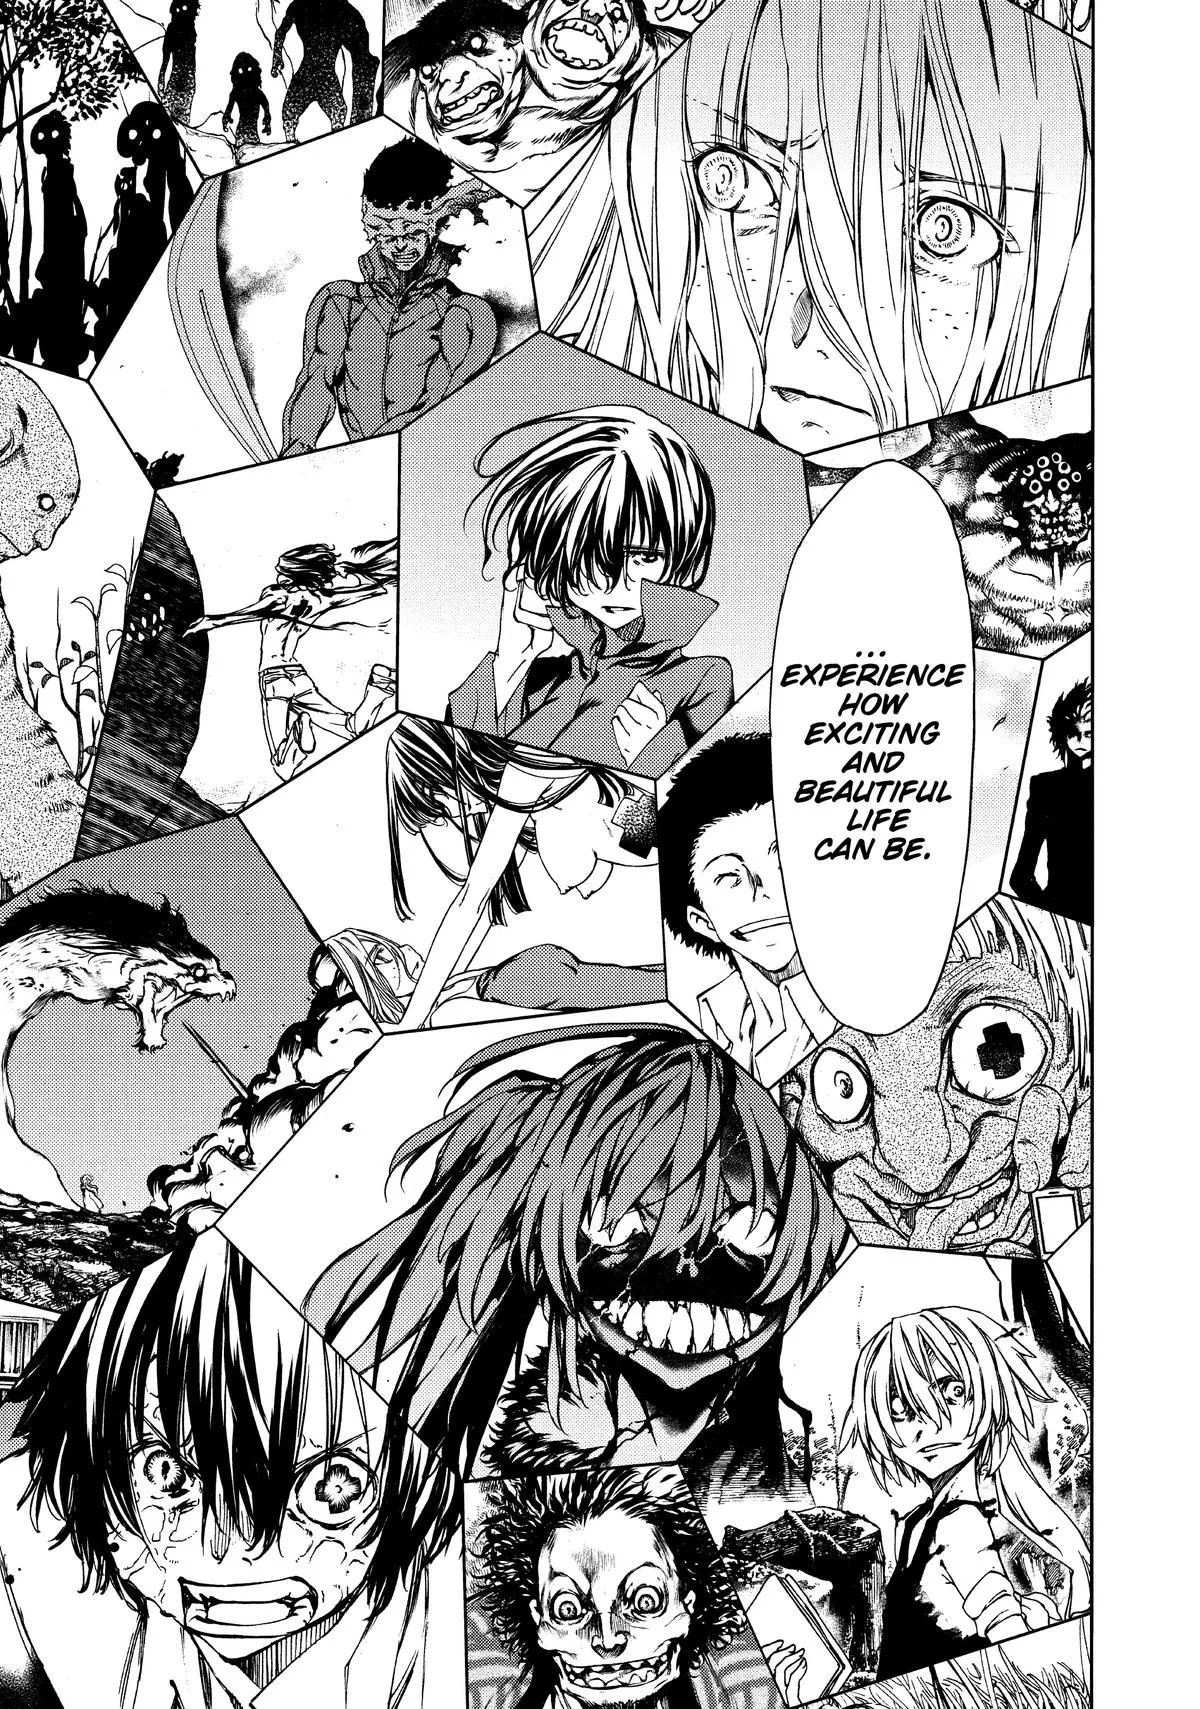 ...
EXPERIENCE
HOW
EXCITING
AND
BEAUTIFUL
LIFE
CAN BE.